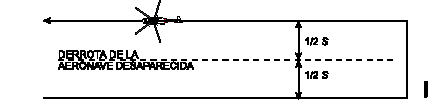 1/2 S
DERROTA DE LA
AERONAVE DESAPARECIDA
1/2 S